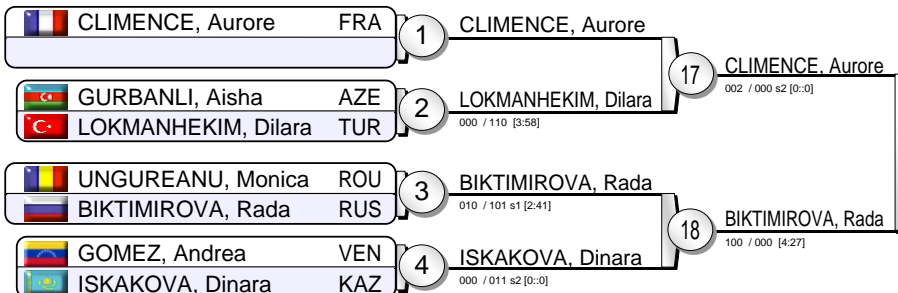 CLIMENCE, Aurore FRA
1
CLIMENCE, Aurore
GURBANLI, Aisha AZE
LOKMANHEKIM, Dilara TUR
2
LOKMANHEKIM, Dilara
000 / 110 [3:58]
17
CLIMENCE, Aurore
002 / 000 s2 [0::0]
UNGUREANU, Monica ROU
BIKTIMIROVA, Rada RUS
3
BIKTIMIROVA, Rada
010 / 101 s1 [2:41]
GOMEZ, Andrea VEN
ISKAKOVA, Dinara KAZ
4
ISKAKOVA, Dinara
000 / 011 s2 [0::0]
18
BIKTIMIROVA, Rada
100 / 000 [4:27]